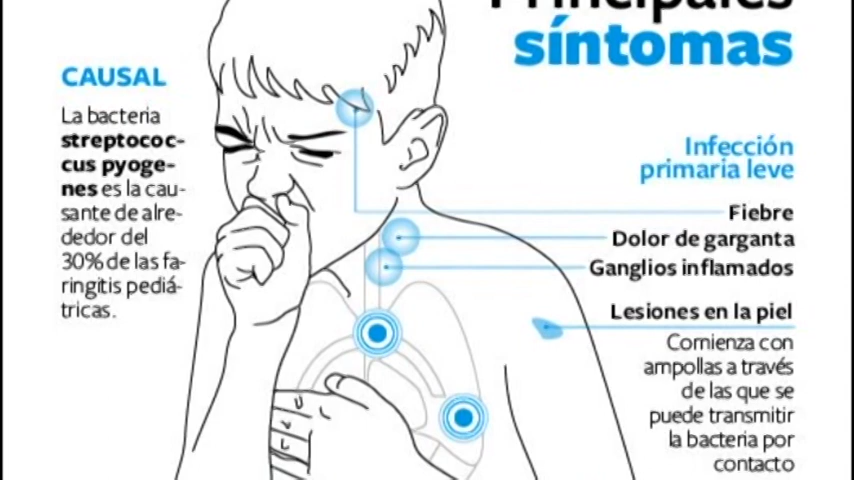 Principales
síntomas
CAUSAL
La bacteria
streptococ-
cus pyoge-
nes es la cau-
sante de alre-
dedor del
30% de las fa-
ringitis pediá-
tricas.
Infección
primaria leve
Fiebre
Dolor de garganta
Ganglios inflamados
Lesiones en la piel
Comienza con
ampollas a través
de las que se
puede transmitir
la bacteria por
contacto